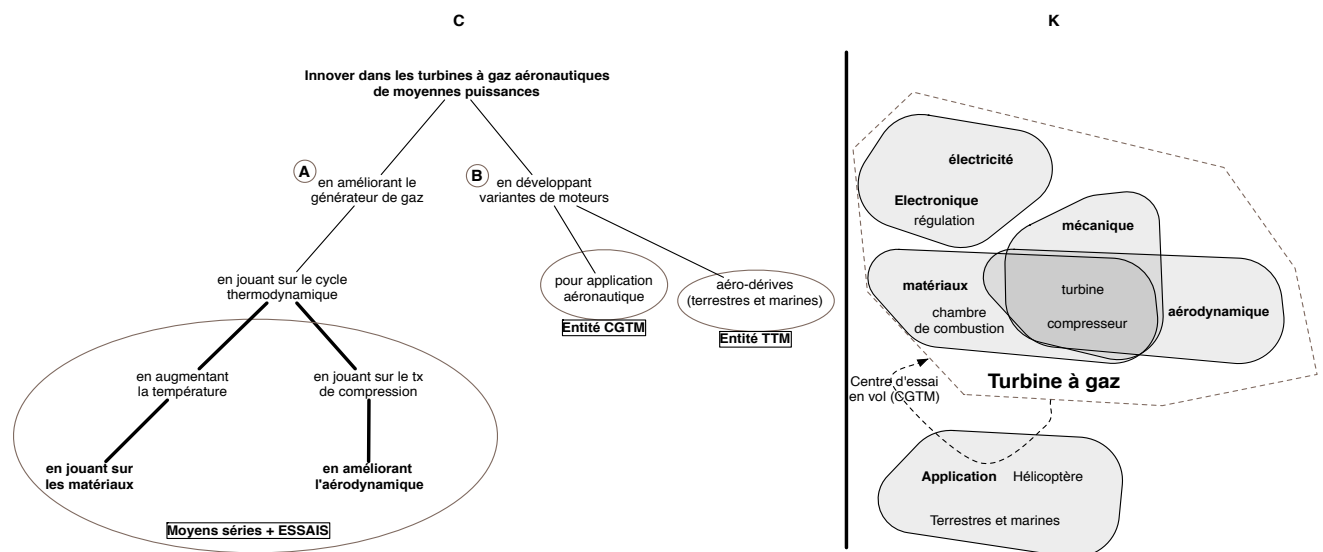 C
K
Innover dans les turbines à gaz aéronautiques
de moyennes puissances
A
en améliorant le
générateur de gaz
B
en développant
variantes de moteurs
en jouant sur le cycle
thermodynamique
pour application
aéronautique
Entité CGTM
aéro-dérives
(terrestres et marines)
Entité TTM
en augmentant
la température
en jouant sur le tx
de compression
en jouant sur
les matériaux
en améliorant
l'aérodynamique
Moyens séries + ESSAIS
électricité
Electronique
régulation
mécanique
matériaux
chambre
de combustion
turbine
compresseur
aérodynamique
Turbine à gaz
Centre d'essai
en vol (CGTM)
Application Hélicoptère
Terrestres et marines